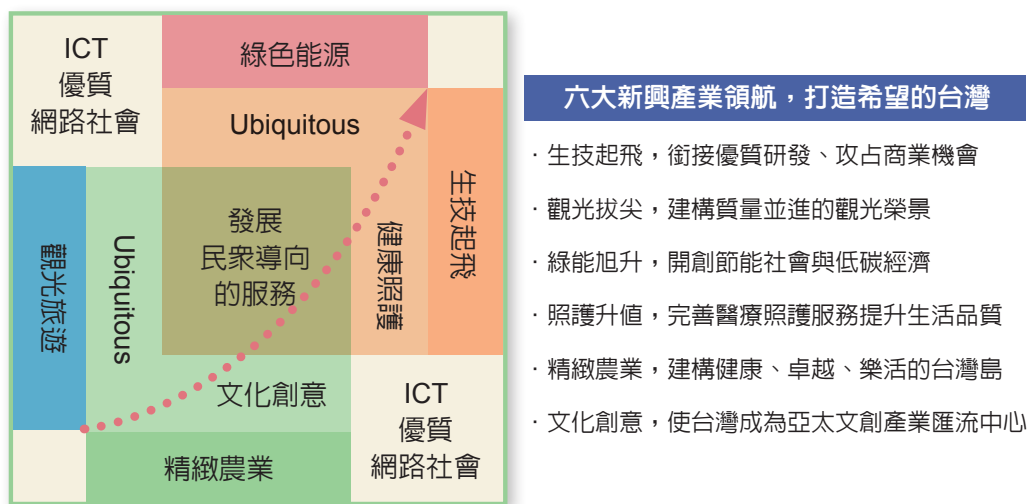 ICT
優質
網路社會
綠色能源
Ubiquitous
生技起飛
觀光旅遊
Ubiquitous
發展
民眾導向
的服務
健康照護
文化創意
精緻農業
ICT
優質
網路社會
六大新興產業領航，打造希望的台灣
·生技起飛，銜接優質研發、攻占商業機會
·觀光拔尖，建構質量並進的觀光榮景
·綠能旭升，開創節能社會與低碳經濟
·照護升值，完善醫療照護服務提升生活品質
·精緻農業，建構健康、卓越、樂活的台灣島
·文化創意，使台灣成為亞太文創產業匯流中心